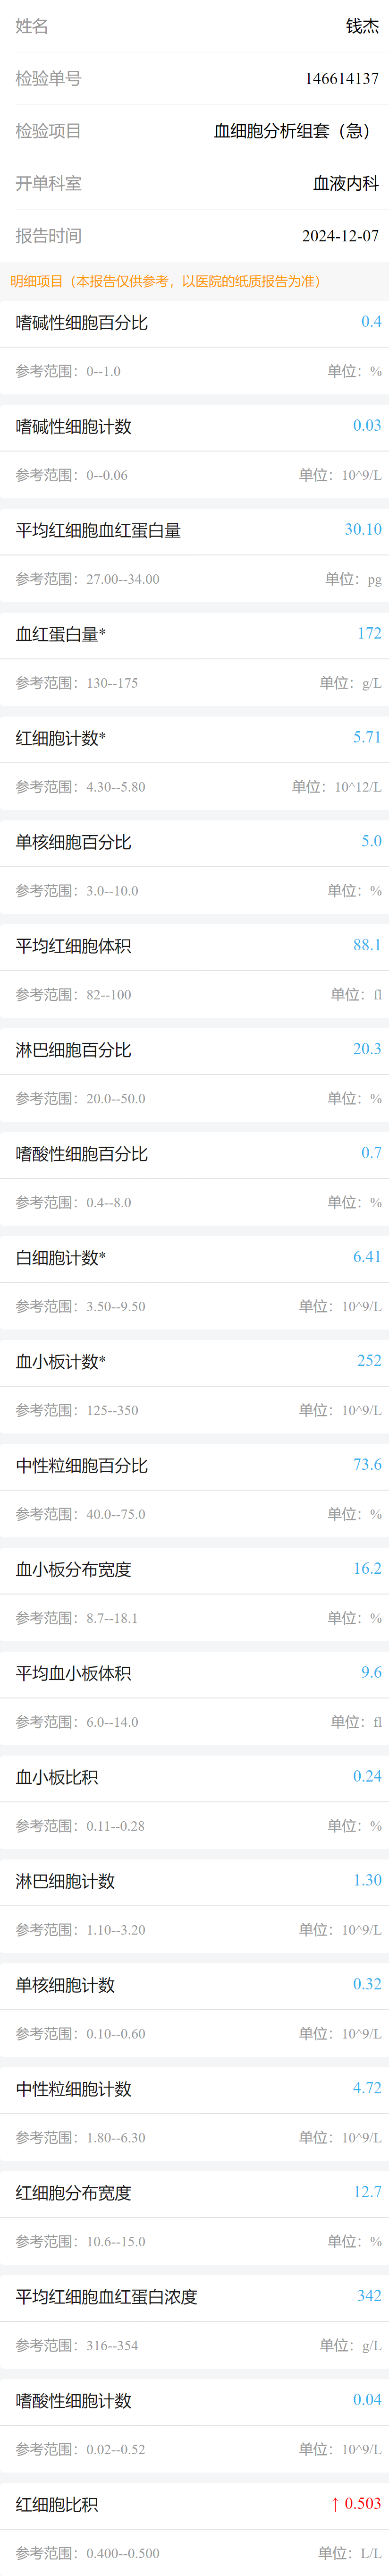 姓名 钱杰
检验单号 146614137
检验项目 血细胞分析组套（急）
开单科室 血液内科
报告时间 2024-12-07
明细项目（本报告仅供参考，以医院的纸质报告为准）
嗜碱性细胞百分比 0.4
参考范围：0--1.0 单位：%
嗜碱性细胞计数 0.03
参考范围：0--0.06 单位：10^9/L
平均红细胞血红蛋白量 30.10
参考范围：27.00--34.00 单位：pg
血红蛋白量* 172
参考范围：130--175 单位：g/L
红细胞计数* 5.71
参考范围：4.30--5.80 单位：10^12/L
单核细胞百分比 5.0
参考范围：3.0--10.0 单位：%
平均红细胞体积 88.1
参考范围：82--100 单位：fl
淋巴细胞百分比 20.3
参考范围：20.0--50.0 单位：%
嗜酸性细胞百分比 0.7
参考范围：0.4--8.0 单位：%
白细胞计数* 6.41
参考范围：3.50--9.50 单位：10^9/L
血小板计数* 252
参考范围：125--350 单位：10^9/L
中性粒细胞百分比 73.6
参考范围：40.0--75.0 单位：%
血小板分布宽度 16.2
参考范围：8.7--18.1 单位：%
平均血小板体积 9.6
参考范围：6.0--14.0 单位：fl
血小板比积 0.24
参考范围：0.11--0.28 单位：%
淋巴细胞计数 1.30
参考范围：1.10--3.20 单位：10^9/L
单核细胞计数 0.32
参考范围：0.10--0.60 单位：10^9/L
中性粒细胞计数 4.72
参考范围：1.80--6.30 单位：10^9/L
红细胞分布宽度 12.7
参考范围：10.6--15.0 单位：%
平均红细胞血红蛋白浓度 342
参考范围：316--354 单位：g/L
嗜酸性细胞计数 0.04
参考范围：0.02--0.52 单位：10^9/L
红细胞比积 ↑ 0.503
参考范围：0.400--0.500 单位：L/L